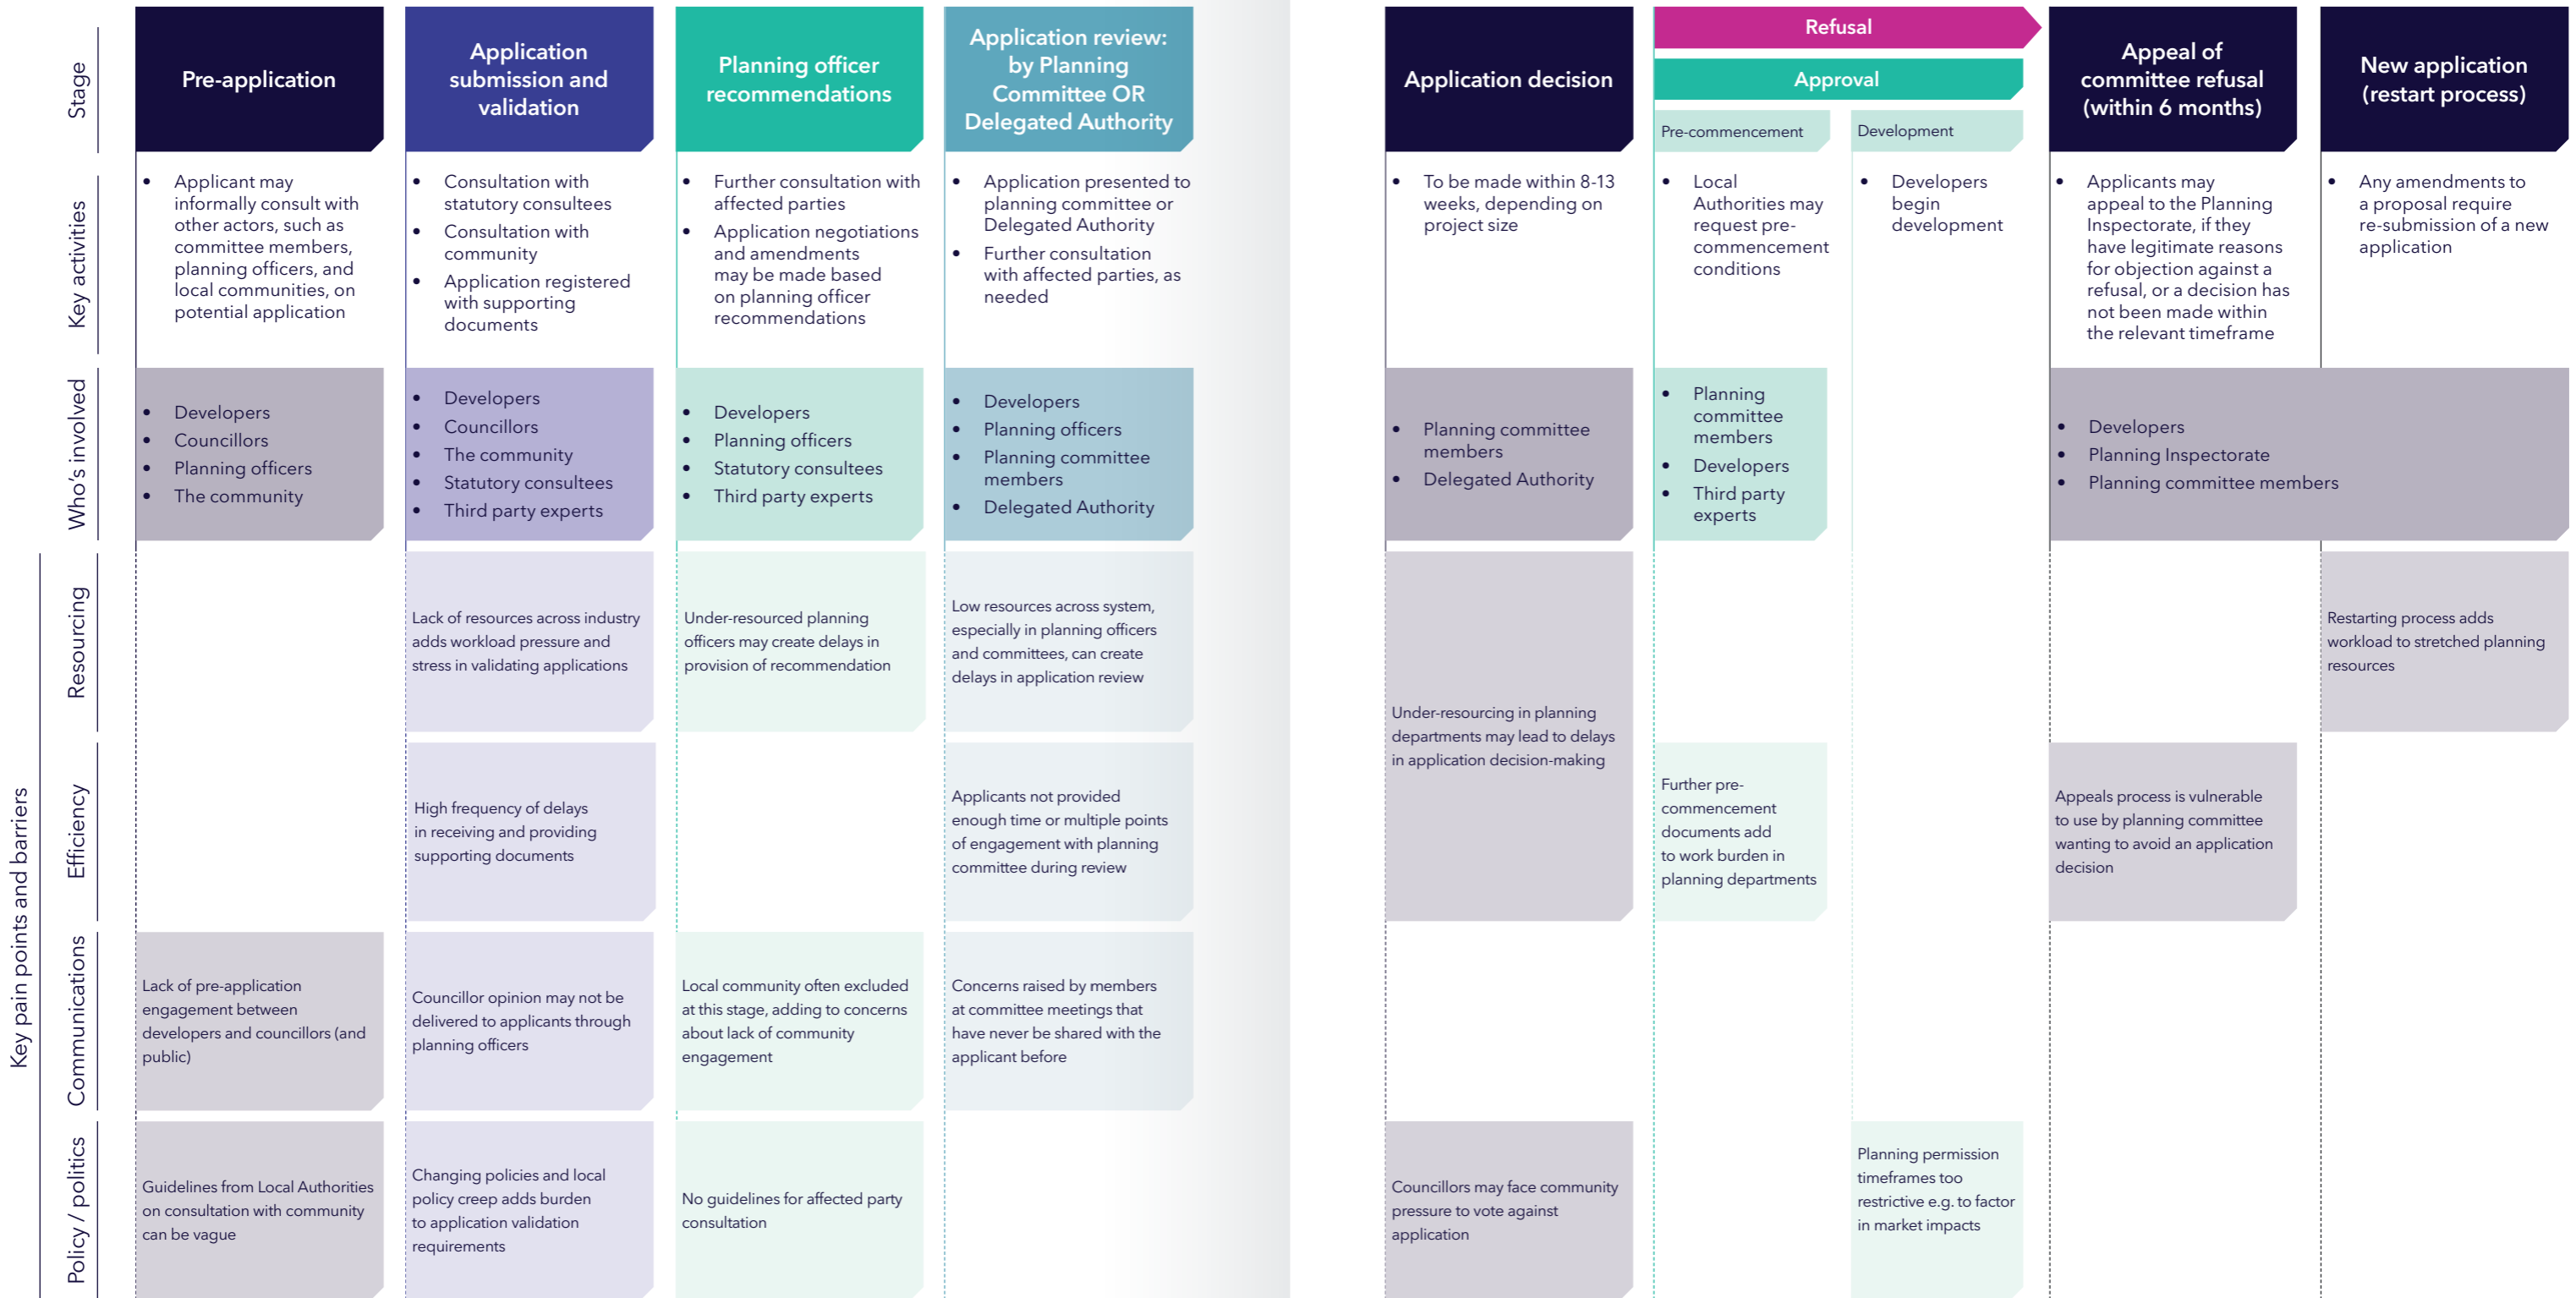 Stage
Pre-application
Application
submission and
validation
Planning officer
recommendations
Application review:
by Planning
Committee OR
Delegated Authority
Application decision
Refusal
Approval
Pre-commencement
Development
Appeal of
committee refusal
(within 6 months)
New application
(restart process)
Key activities
• Applicant may
informally consult with
other actors, such as
committee members,
planning officers, and
local communities, on
potential application
• Consultation with
statutory consultees
• Consultation with
community
• Application registered
with supporting
documents
• Further consultation with
affected parties
• Application negotiations
and amendments
may be made based
on planning officer
recommendations
• Application presented to
planning committee or
Delegated Authority
• Further consultation
with affected parties, as
needed
• To be made within 8-13
weeks, depending on
project size
• Local
Authorities may
request pre-
commencement
conditions
• Developers
begin
development
• Applicants may
appeal to the Planning
Inspectorate, if they
have legitimate reasons
for objection against a
refusal, or a decision has
not been made within
the relevant timeframe
• Any amendments to
a proposal require
re-submission of a new
application
Who's involved
• Developers
• Councillors
• Planning officers
• The community
• Developers
• Councillors
• The community
• Statutory consultees
• Third party experts
• Developers
• Planning officers
• Statutory consultees
• Third party experts
• Developers
• Planning officers
• Planning committee
members
• Delegated Authority
• Planning committee
members
• Delegated Authority
• Planning
committee
members
• Developers
• Third party
experts
• Developers
• Planning Inspectorate
• Planning committee members
Key pain points and barriers
Resourcing
Lack of resources across industry
adds workload pressure and
stress in validating applications
Under-resourced planning
officers may create delays in
provision of recommendation
Low resources across system,
especially in planning officers
and committees, can create
delays in application review
Under-resourcing in planning
departments may lead to delays
in application decision-making
Restarting process adds
workload to stretched planning
resources
Efficiency
High frequency of delays
in receiving and providing
supporting documents
Applicants not provided
enough time or multiple points
of engagement with planning
committee during review
Further pre-
commencement
documents add
to work burden in
planning departments
Appeals process is vulnerable
to use by planning committee
wanting to avoid an application
decision
Communications
Lack of pre-application
engagement between
developers and councillors (and
public)
Councillor opinion may not be
delivered to applicants through
planning officers
Local community often excluded
at this stage, adding to concerns
about lack of community
engagement
Concerns raised by members
at committee meetings that
have never be shared with the
applicant before
Policy / politics
Guidelines from Local Authorities
on consultation with community
can be vague
Changing policies and local
policy creep adds burden
to application validation
requirements
No guidelines for affected party
consultation
Councillors may face community
pressure to vote against
application
Planning permission
timeframes too
restrictive e.g. to factor
in market impacts